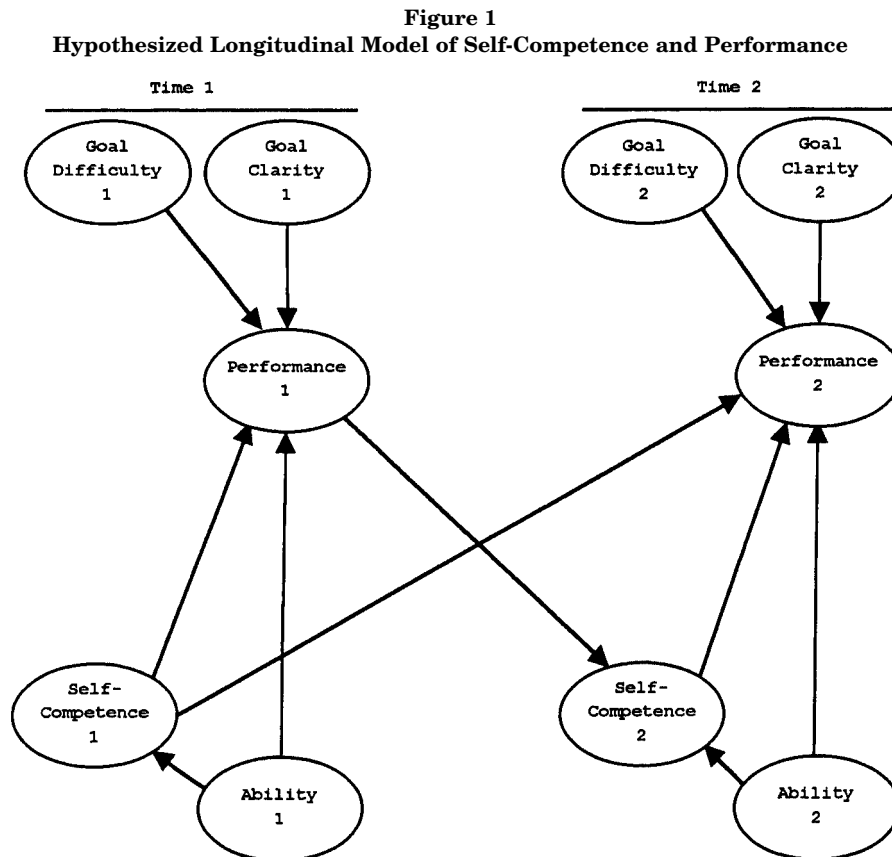 Figure 1
Hypothesized Longitudinal Model of Self-Competence and Performance
Time 1
Time 2
Goal
Difficulty
1
Goal
Clarity
1
Goal
Difficulty
2
Goal
Clarity
2
Performance
1
Performance
2
Self-
Competence
1
Self-
Competence
2
Ability
1
Ability
2